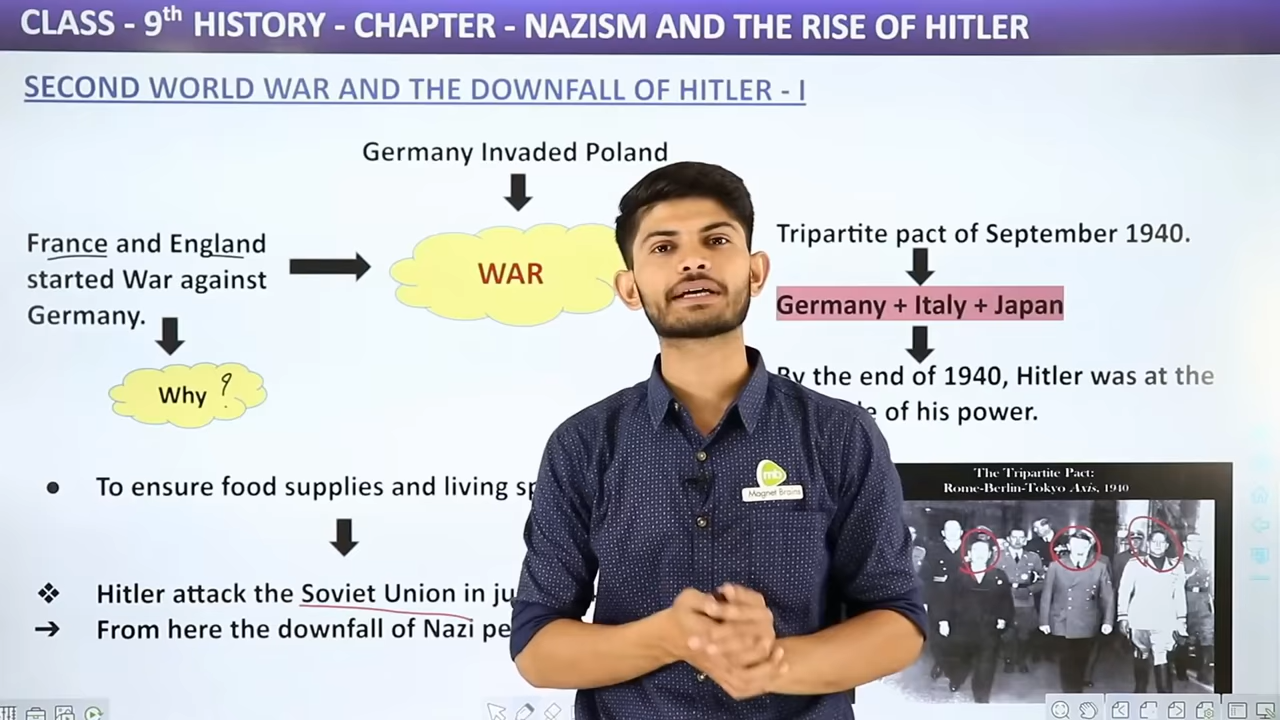 CLASS - 9th HISTORY - CHAPTER - NAZISM AND THE RISE OF HITLER
SECOND WORLD WAR AND THE DOWNFALL OF HITLER - I
Germany Invaded Poland
France and England
started War against
Germany.
WAR
Why ?
Tripartite pact of September 1940.
Germany + Italy + Japan
By the end of 1940, Hitler was at the
of his power.
● To ensure food supplies and living
❖ Hitler attack the Soviet Union in
➔ From here the downfall of Nazi
The Tripartite Pact:
Rome-Berlin-Tokyo Axis, 1940
mb
Magnet Brains